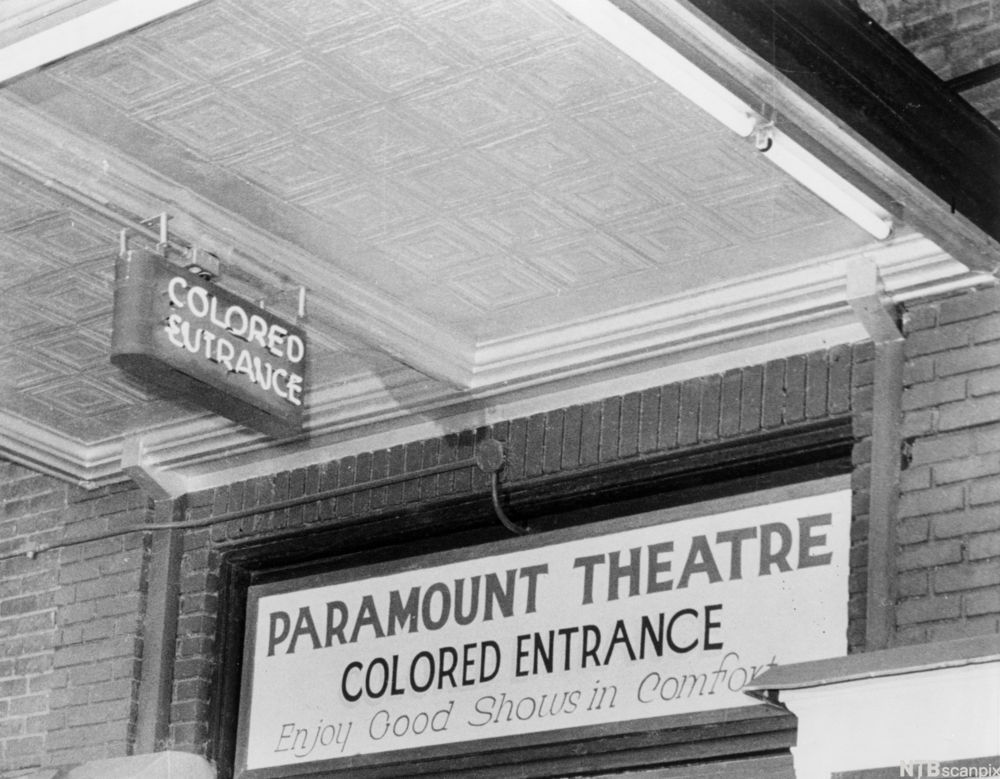 COLORED
ENTRANCE
PARAMOUNT THEATRE
COLORED ENTRANCE
Enjoy Good Shows in Comfort
NTBscanpix